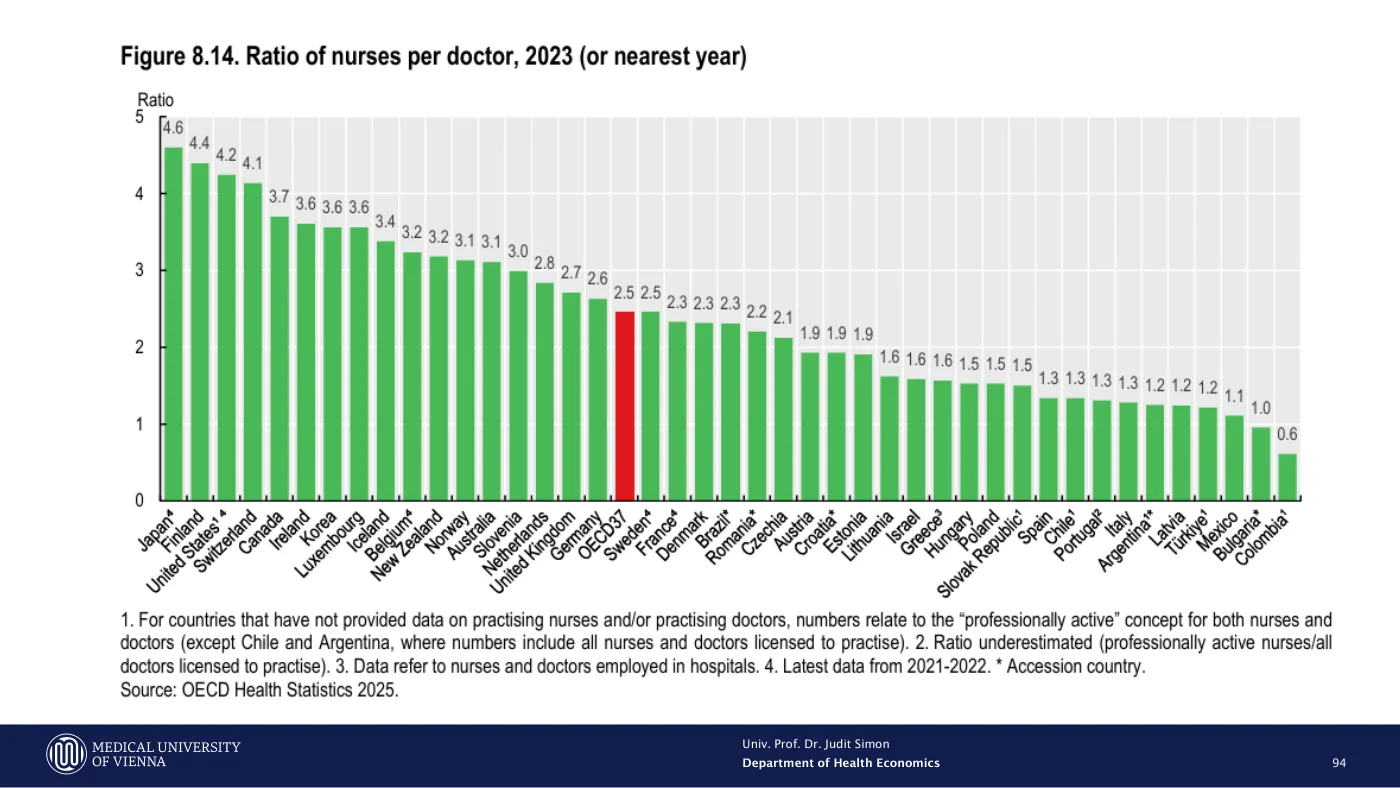 Figure 8.14. Ratio of nurses per doctor, 2023 (or nearest year)
Ratio
5
4
3
2
1
0
4.6
4.4
4.2
4.1
3.7
3.6
3.6
3.6
3.4
3.2
3.2
3.1
3.1
3.0
2.8
2.7
2.6
2.5
2.5
2.3
2.3
2.3
2.2
2.1
1.9
1.9
1.9
1.6
1.6
1.6
1.5
1.5
1.5
1.3
1.3
1.3
1.3
1.2
1.2
1.2
1.1
1.0
0.6
Japan⁴
Finland
United States¹ ⁴
Switzerland
Canada
Ireland
Korea
Luxembourg
Iceland
Belgium⁴
New Zealand
Norway
Australia
Slovenia
Netherlands
United Kingdom
Germany
OECD37
Sweden⁴
France⁴
Denmark
Brazil*
Romania*
Czechia
Austria
Croatia*
Estonia
Lithuania
Israel
Greece³
Hungary
Poland
Slovak Republic¹
Spain
Chile¹
Portugal²
Italy
Argentina¹*
Latvia
Türkiye¹
Mexico
Bulgaria*
Colombia¹
1. For countries that have not provided data on practising nurses and/or practising doctors, numbers relate to the “professionally active” concept for both nurses and
doctors (except Chile and Argentina, where numbers include all nurses and doctors licensed to practise). 2. Ratio underestimated (professionally active nurses/all
doctors licensed to practise). 3. Data refer to nurses and doctors employed in hospitals. 4. Latest data from 2021-2022. * Accession country.
Source: OECD Health Statistics 2025.
MEDICAL UNIVERSITY
OF VIENNA
Univ. Prof. Dr. Judit Simon
Department of Health Economics
94